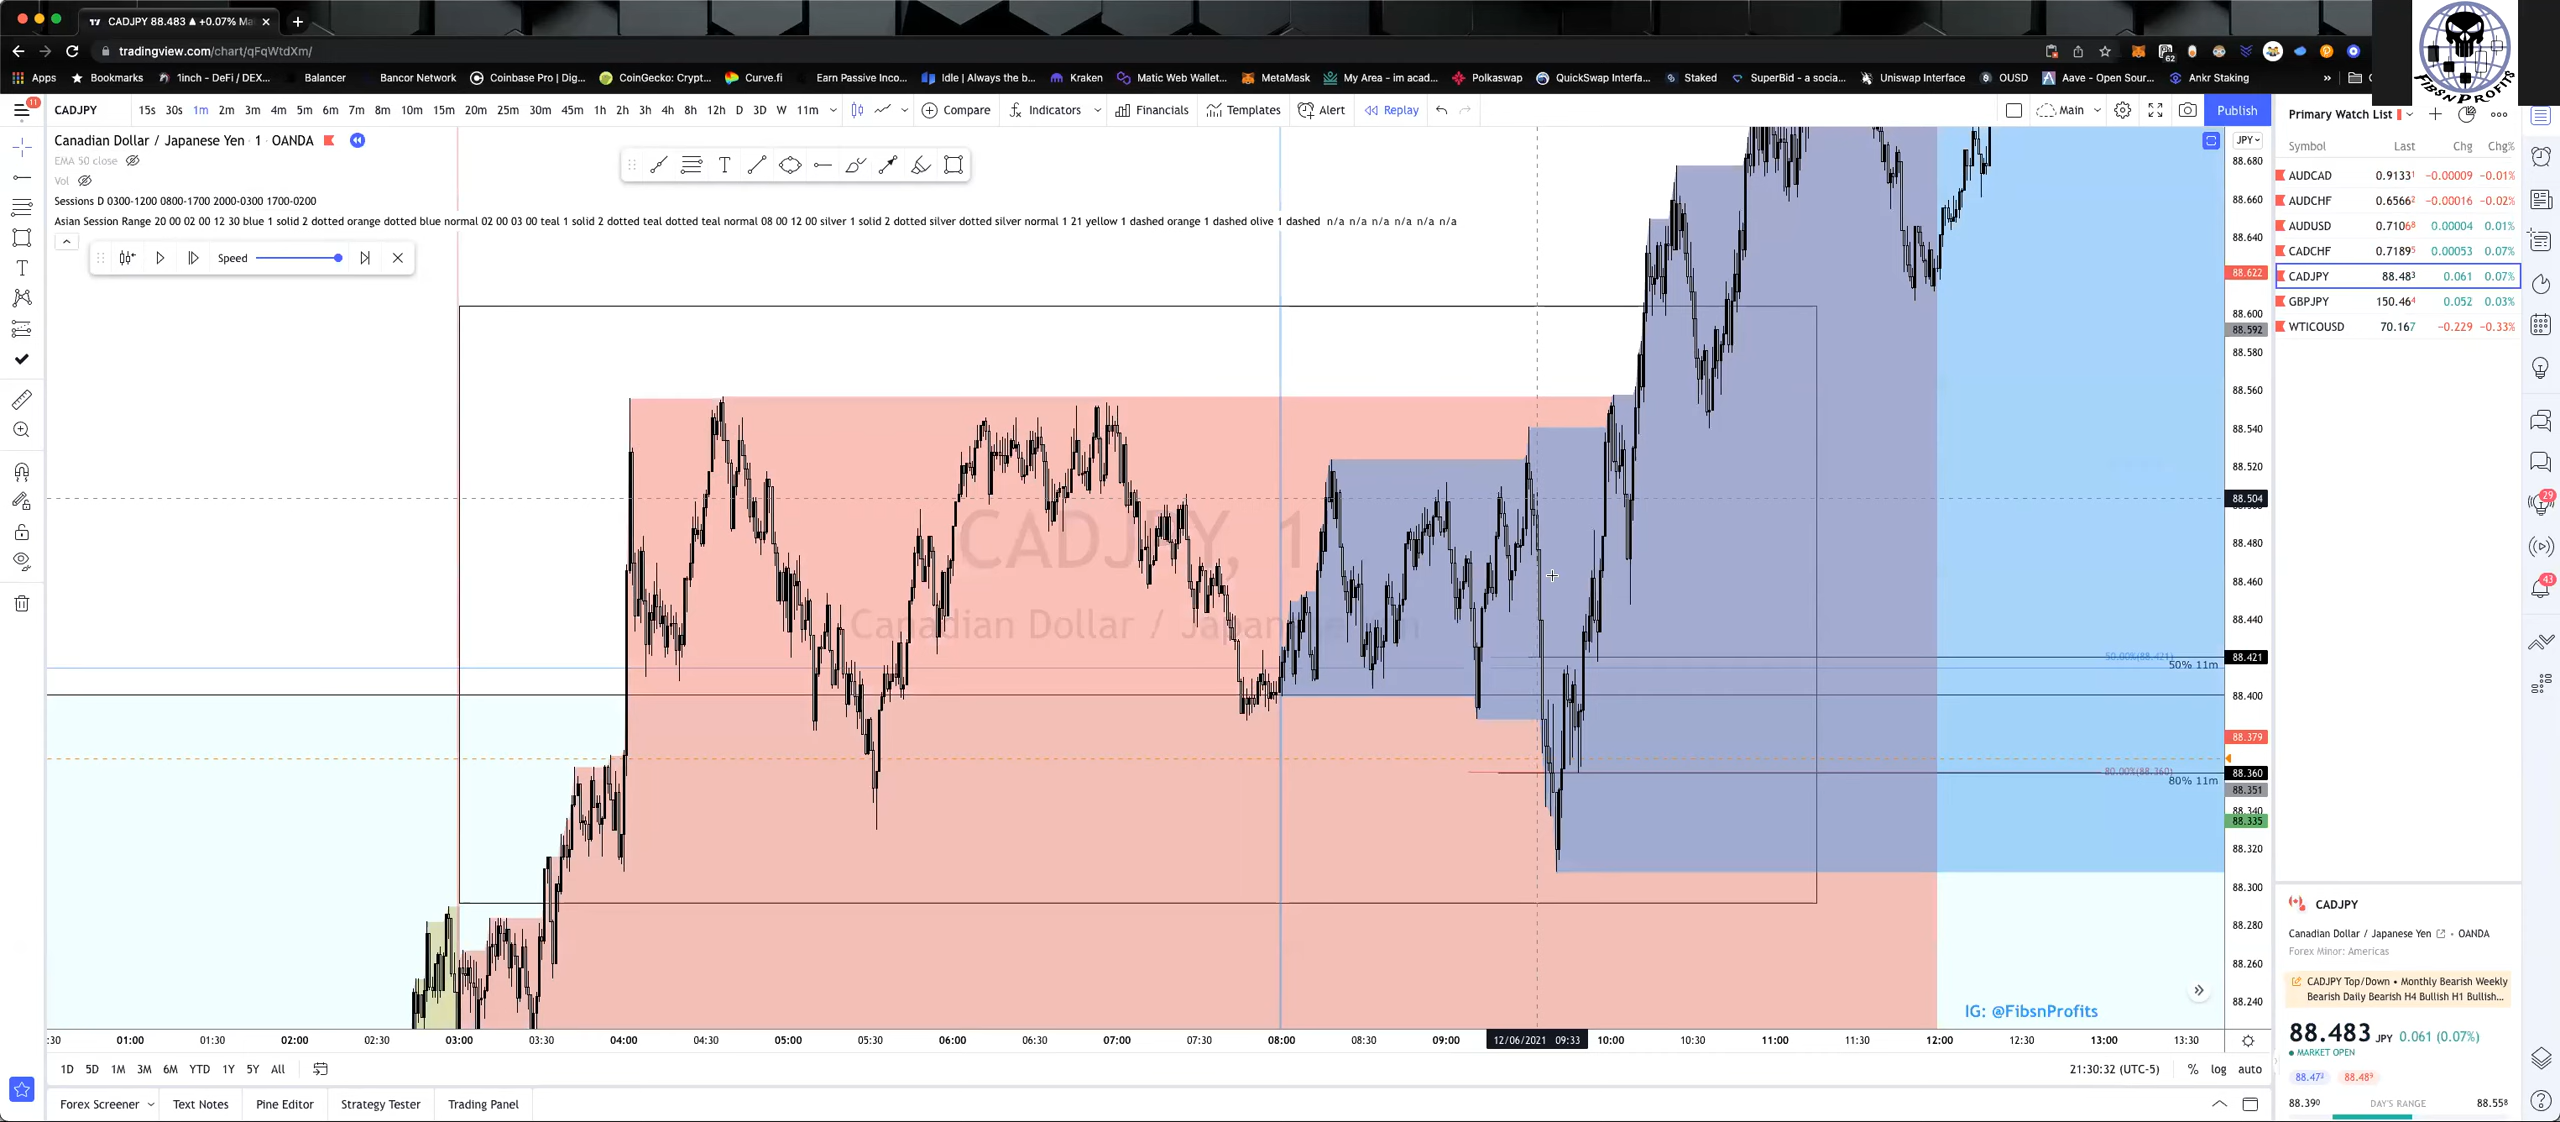 CADJPY 88.483 ▲ +0.07% Ma
tradingview.com/chart/qFqWtdXm/
Apps Bookmarks 1inch - DeFi / DEX... Balancer Bancor Network Coinbase Pro | Dig... CoinGecko: Crypt... Curve.fi Earn Passive Inco... Idle | Always the b... Kraken Matic Web Wallet... MetaMask My Area - im acad... Polkaswap QuickSwap Interfa... Staked SuperBid - a socia... Uniswap Interface OUSD Aave - Open Sour... Ankr Staking »
FIBSNPROFITS
11
CADJPY 15s 30s 1m 2m 3m 4m 5m 6m 7m 8m 10m 15m 20m 25m 30m 45m 1h 2h 3h 4h 8h 12h D 3D W 11m Compare Indicators Financials Templates Alert Replay Main Publish
Canadian Dollar / Japanese Yen · 1 · OANDA
EMA 50 close
Vol
Sessions D 0300-1200 0800-1700 2000-0300 1700-0200
Asian Session Range 20 00 02 00 12 30 blue 1 solid 2 dotted orange dotted blue normal 02 00 03 00 teal 1 solid 2 dotted teal dotted teal normal 08 00 12 00 silver 1 solid 2 dotted silver dotted silver normal 1 21 yellow 1 dashed orange 1 dashed olive 1 dashed n/a n/a n/a n/a n/a n/a
Speed
CADJPY, 1
Canadian Dollar / Japanese Yen
50.00%(88.421)
50% 11m
80.00%(88.360)
80% 11m
IG: @FibsnProfits
JPY
88.680
88.660
88.640
88.622
88.600
88.592
88.580
88.560
88.540
88.520
88.504
88.480
88.460
88.440
88.421
88.400
88.379
88.360
88.351
88.340
88.335
88.320
88.300
88.280
88.260
88.240
:30 01:00 01:30 02:00 02:30 03:00 03:30 04:00 04:30 05:00 05:30 06:00 06:30 07:00 07:30 08:00 08:30 09:00 12/06/2021 09:33 10:00 10:30 11:00 11:30 12:00 12:30 13:00 13:30
1D 5D 1M 3M 6M YTD 1Y 5Y All
21:30:32 (UTC-5) % log auto
Forex Screener Text Notes Pine Editor Strategy Tester Trading Panel
Primary Watch List
Symbol Last Chg Chg%
AUDCAD 0.91331 −0.00009 −0.01%
AUDCHF 0.65662 −0.00016 −0.02%
AUDUSD 0.71068 0.00004 0.01%
CADCHF 0.71895 0.00053 0.07%
CADJPY 88.483 0.061 0.07%
GBPJPY 150.464 0.052 0.03%
WTICOUSD 70.167 −0.229 −0.33%
29
43
CADJPY
Canadian Dollar / Japanese Yen • OANDA
Forex Minor: Americas
CADJPY Top/Down • Monthly Bearish Weekly
Bearish Daily Bearish H4 Bullish H1 Bullish...
88.483 JPY 0.061 (0.07%)
• MARKET OPEN
88.390 DAY'S RANGE 88.558